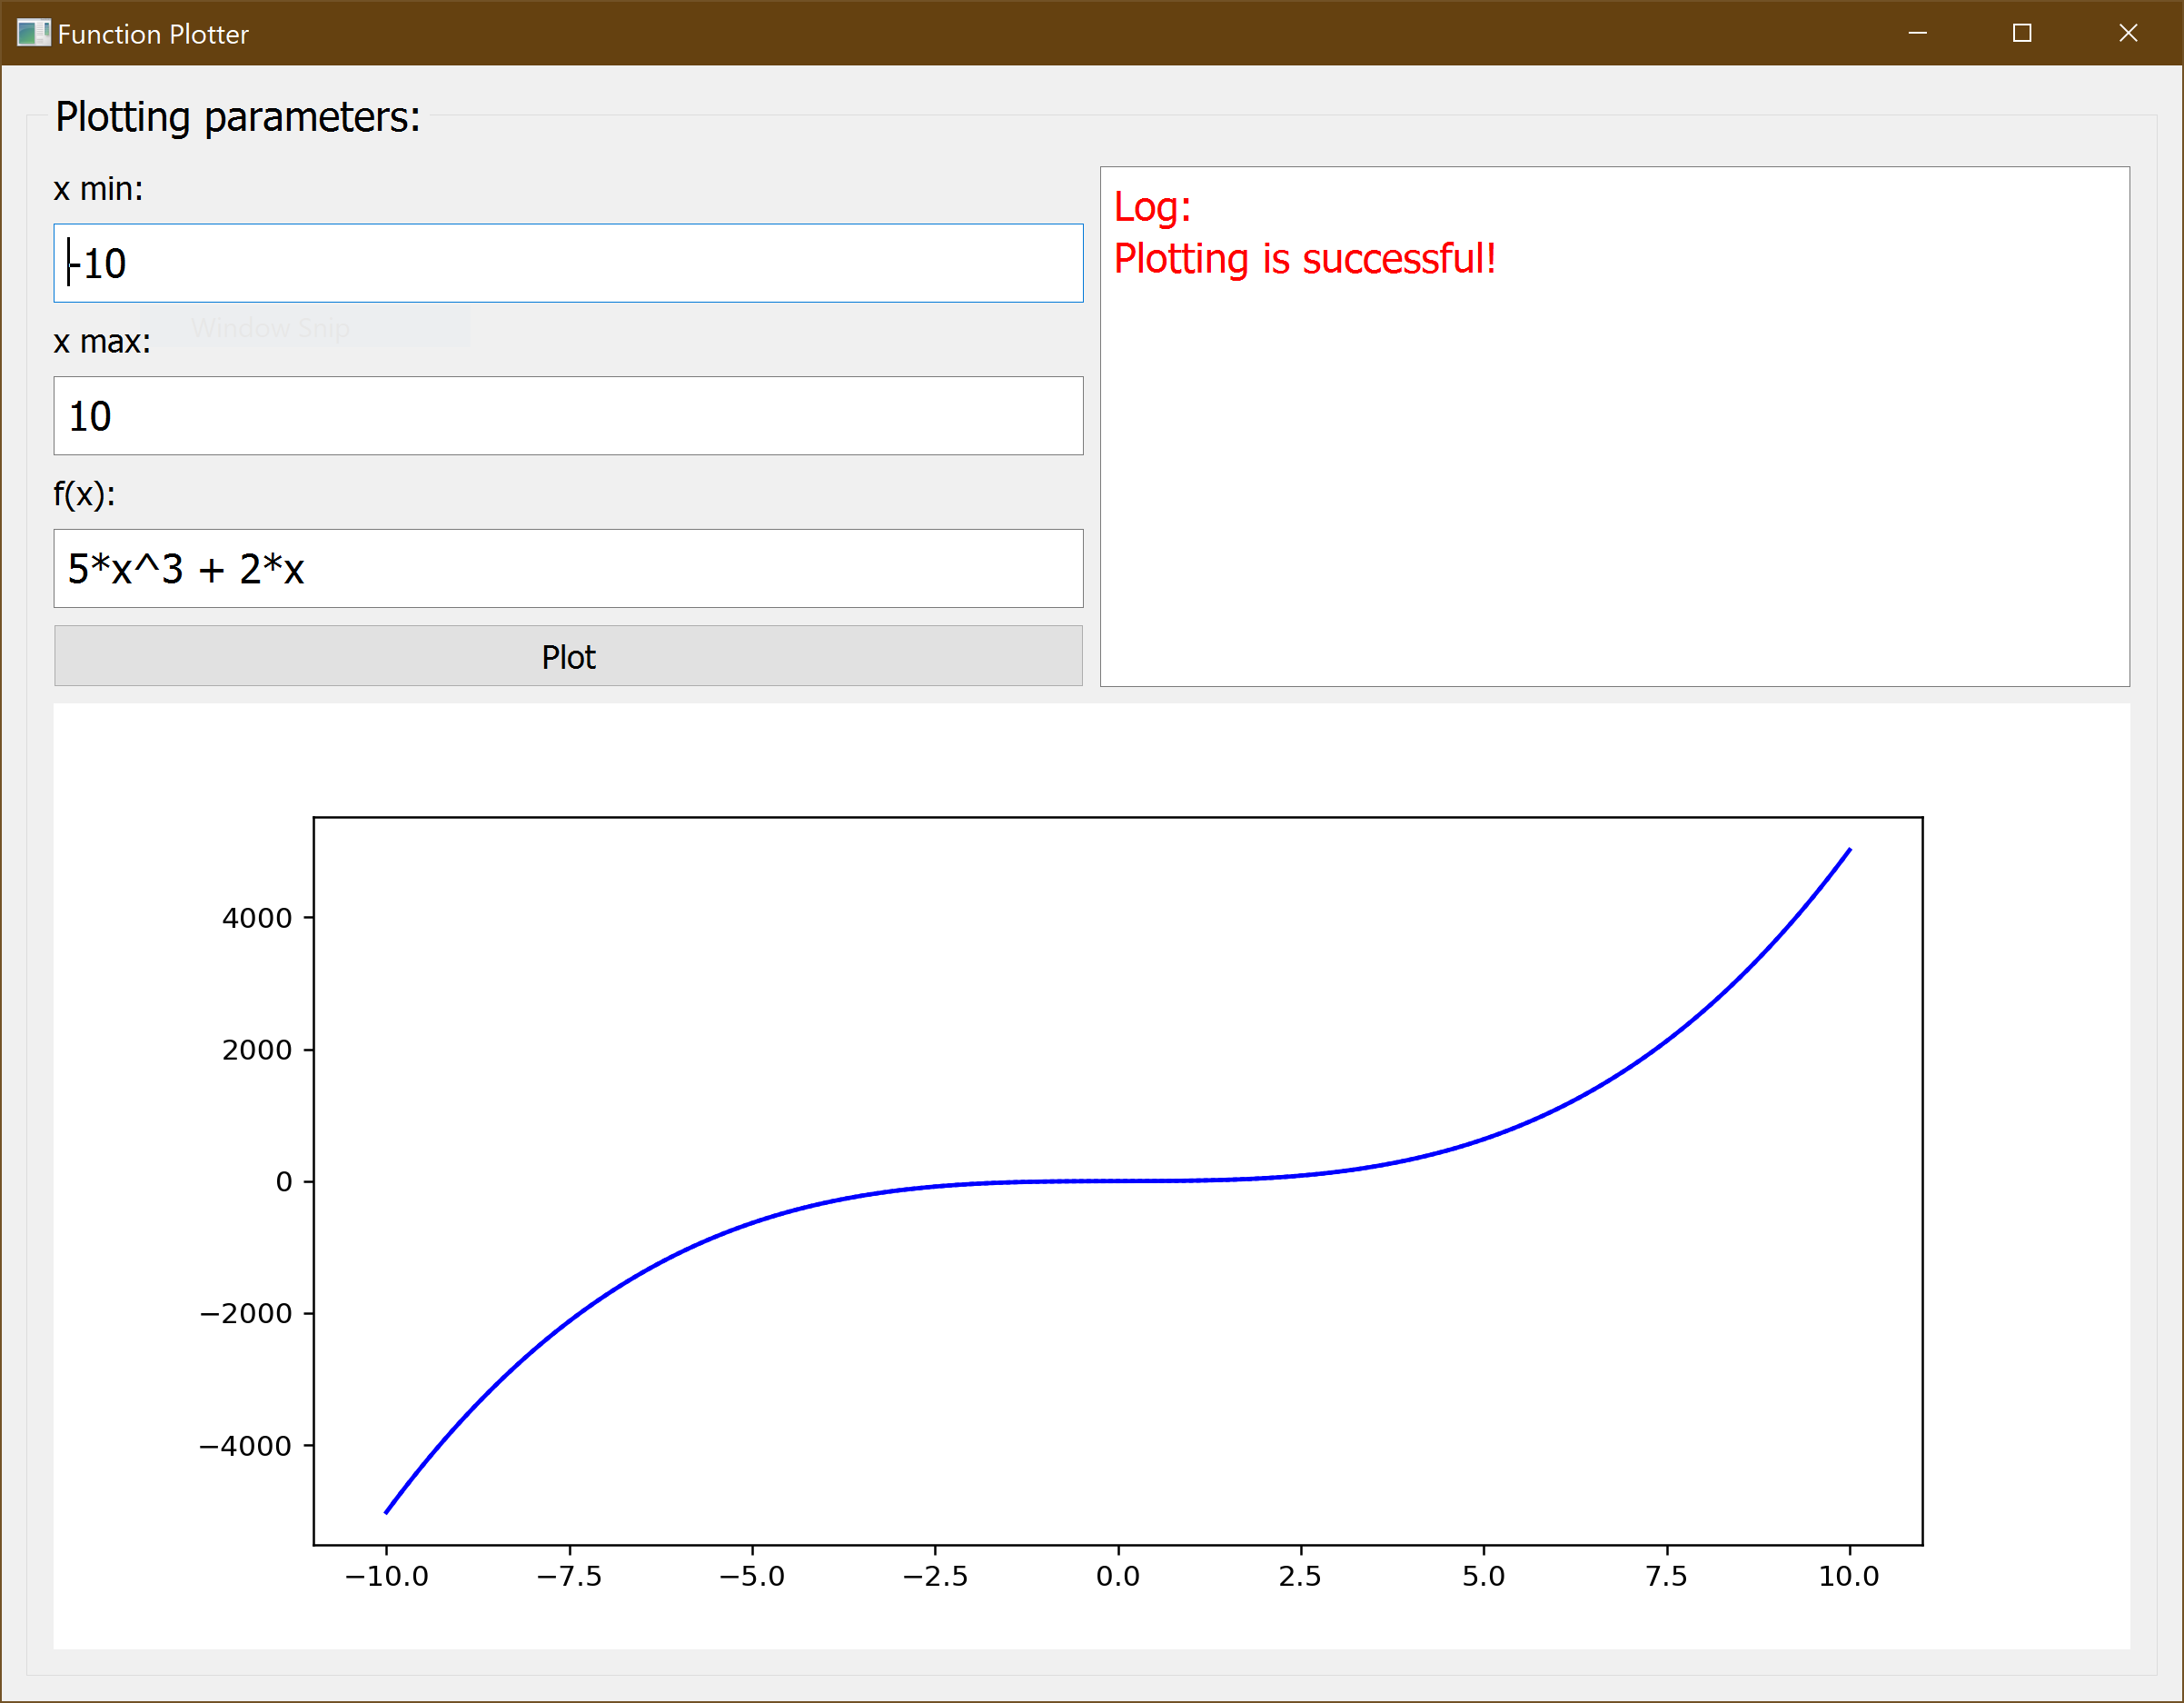 Function Plotter
Plotting parameters:
x min:
-10
Window Snip
x max:
10
f(x):
5*x^3 + 2*x
Plot
Log:
Plotting is successful!
4000
2000
0
−2000
−4000
−10.0 −7.5 −5.0 −2.5 0.0 2.5 5.0 7.5 10.0